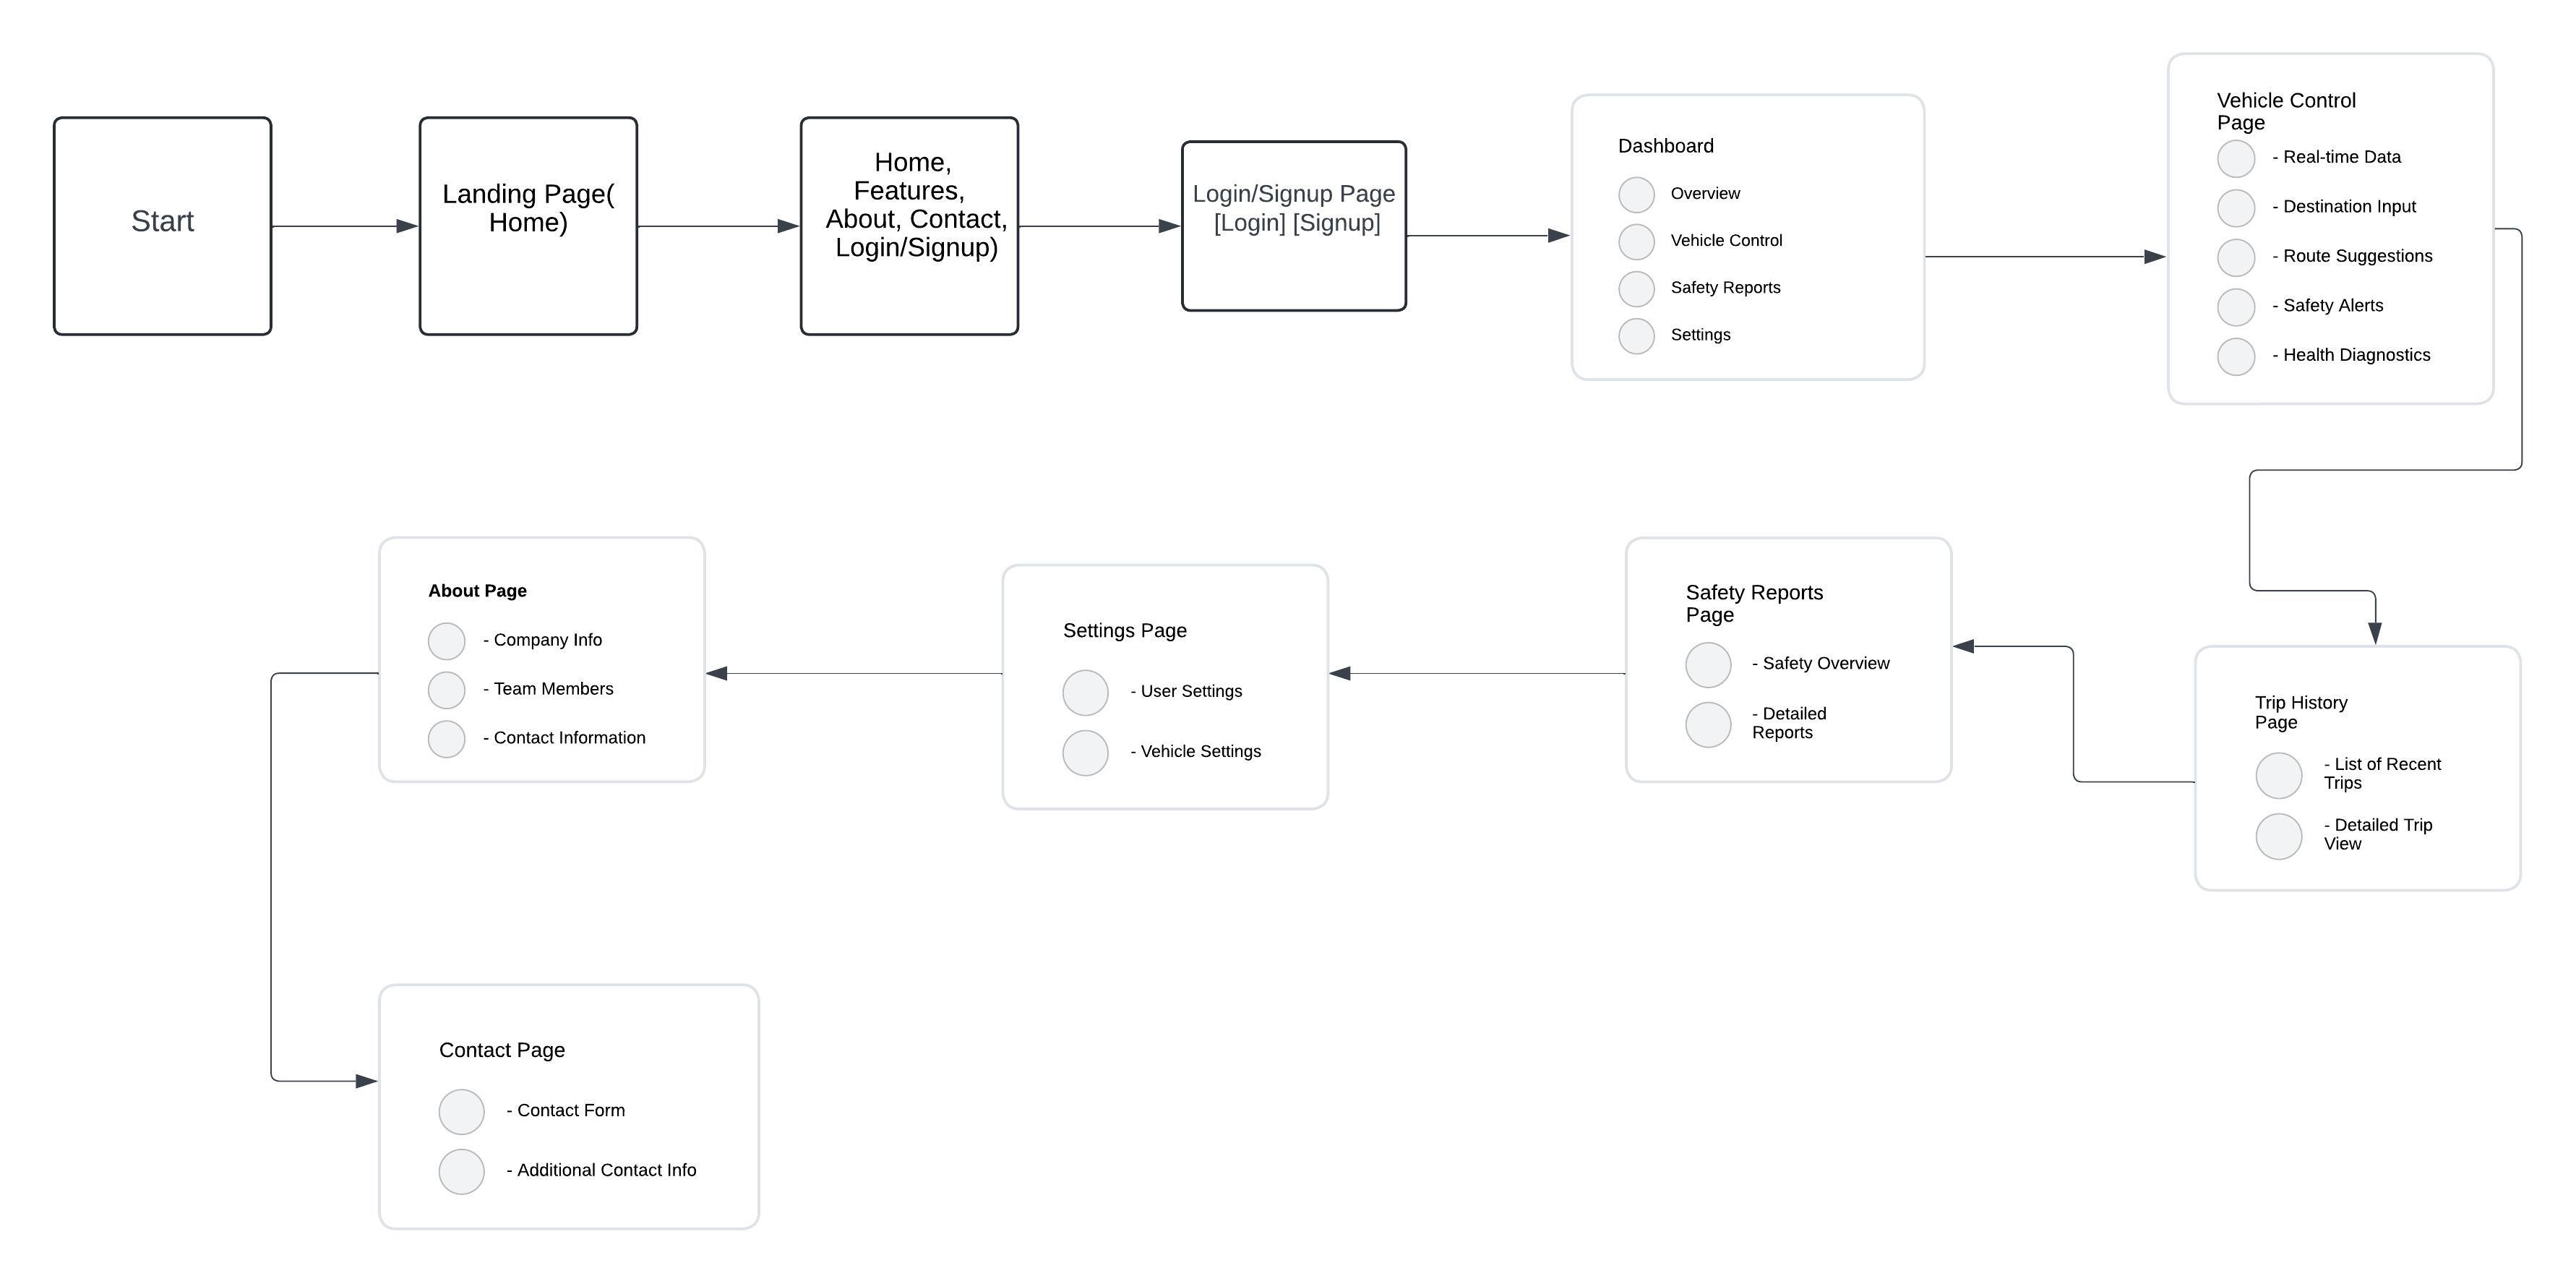 Start
Landing Page(
Home)
Home,
Features,
About, Contact,
Login/Signup)
Login/Signup Page
[Login] [Signup]
Dashboard
Overview
Vehicle Control
Safety Reports
Settings
Vehicle Control
Page
- Real-time Data
- Destination Input
- Route Suggestions
- Safety Alerts
- Health Diagnostics
Trip History
Page
- List of Recent
Trips
- Detailed Trip
View
Safety Reports
Page
- Safety Overview
- Detailed
Reports
Settings Page
- User Settings
- Vehicle Settings
About Page
- Company Info
- Team Members
- Contact Information
Contact Page
- Contact Form
- Additional Contact Info